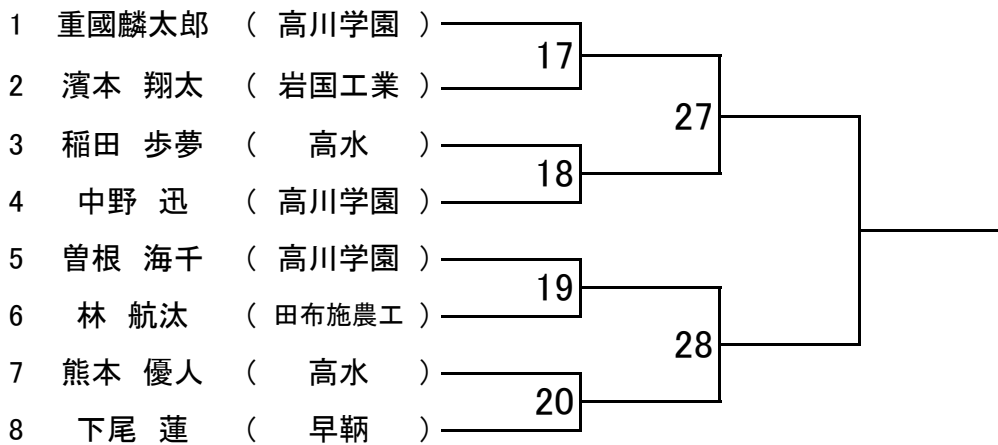 1 重國麟太郎 ( 高川学園 )
17
2 濱本 翔太 ( 岩国工業 )
27
3 稲田 歩夢 ( 高水 )
18
4 中野 迅 ( 高川学園 )
5 曽根 海千 ( 高川学園 )
19
6 林 航汰 ( 田布施農工 )
28
7 熊本 優人 ( 高水 )
20
8 下尾 蓮 ( 早鞆 )